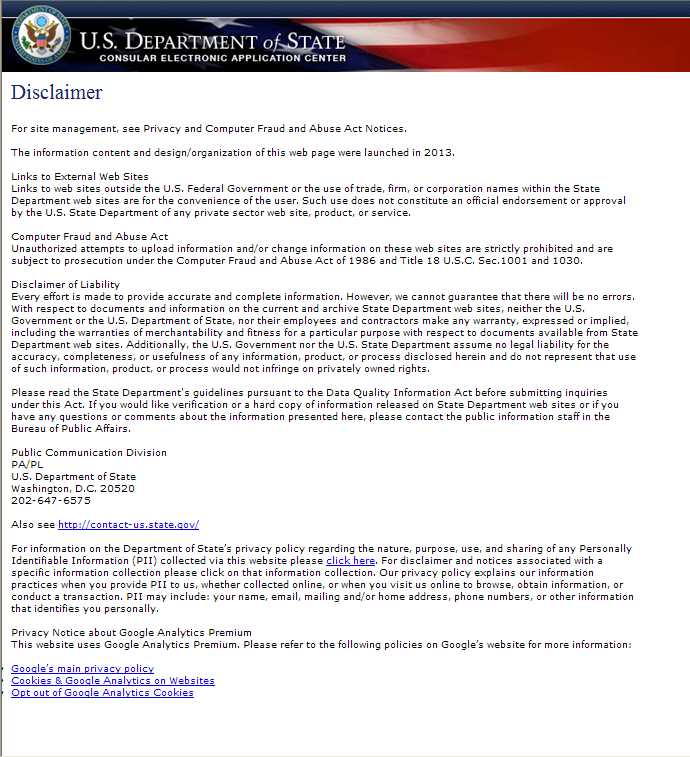 U.S. DEPARTMENT of STATE
CONSULAR ELECTRONIC APPLICATION CENTER
Disclaimer
For site management, see Privacy and Computer Fraud and Abuse Act Notices.
The information content and design/organization of this web page were launched in 2013.
Links to External Web Sites
Links to web sites outside the U.S. Federal Government or the use of trade, firm, or corporation names within the State
Department web sites are for the convenience of the user. Such use does not constitute an official endorsement or approval
by the U.S. State Department of any private sector web site, product, or service.
Computer Fraud and Abuse Act
Unauthorized attempts to upload information and/or change information on these web sites are strictly prohibited and are
subject to prosecution under the Computer Fraud and Abuse Act of 1986 and Title 18 U.S.C. Sec.1001 and 1030.
Disclaimer of Liability
Every effort is made to provide accurate and complete information. However, we cannot guarantee that there will be no errors.
With respect to documents and information on the current and archive State Department web sites, neither the U.S.
Government or the U.S. Department of State, nor their employees and contractors make any warranty, expressed or implied,
including the warranties of merchantability and fitness for a particular purpose with respect to documents available from State
Department web sites. Additionally, the U.S. Government nor the U.S. State Department assume no legal liability for the
accuracy, completeness, or usefulness of any information, product, or process disclosed herein and do not represent that use
of such information, product, or process would not infringe on privately owned rights.
Please read the State Department's guidelines pursuant to the Data Quality Information Act before submitting inquiries
under this Act. If you would like verification or a hard copy of information released on State Department web sites or if you
have any questions or comments about the information presented here, please contact the public information staff in the
Bureau of Public Affairs.
Public Communication Division
PA/PL
U.S. Department of State
Washington, D.C. 20520
202-647-6575
Also see http://contact-us.state.gov/
For information on the Department of State's privacy policy regarding the nature, purpose, use, and sharing of any Personally
Identifiable Information (PII) collected via this website please click here. For disclaimer and notices associated with a
specific information collection please click on that information collection. Our privacy policy explains our information
practices when you provide PII to us, whether collected online, or when you visit us online to browse, obtain information, or
conduct a transaction. PII may include: your name, email, mailing and/or home address, phone numbers, or other information
that identifies you personally.
Privacy Notice about Google Analytics Premium
This website uses Google Analytics Premium. Please refer to the following policies on Google's website for more information:
Google's main privacy policy
Cookies & Google Analytics on Websites
Opt out of Google Analytics Cookies